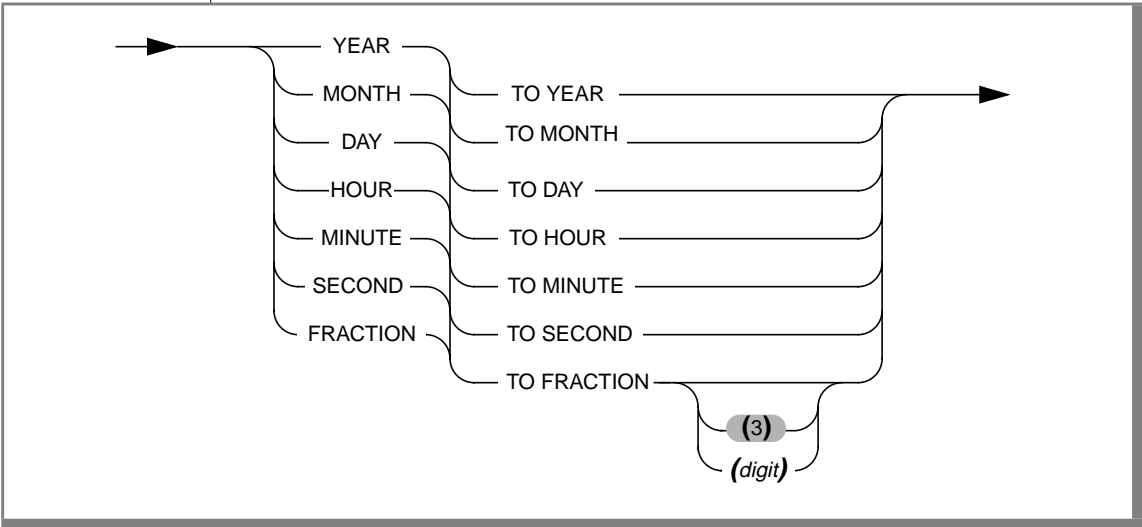 YEAR
MONTH TO YEAR
DAY TO MONTH
HOUR TO DAY
MINUTE TO HOUR
SECOND TO MINUTE
FRACTION TO SECOND
TO FRACTION
(3)
(digit)